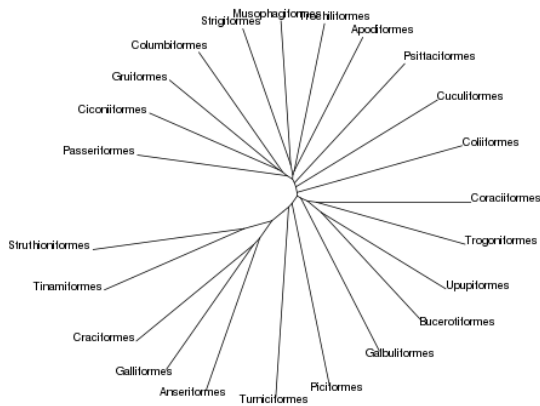 Musophagiformes
Trochiliformes
Strigiformes
Apodiformes
Columbiformes
Psittaciformes
Gruiformes
Cuculiformes
Ciconiiformes
Coliiformes
Passeriformes
Coraciiformes
Struthioniformes
Trogoniformes
Tinamiformes
Upupiformes
Bucerotiformes
Craciformes
Galbuliformes
Galliformes
Anseriformes
Piciformes
Turniciformes